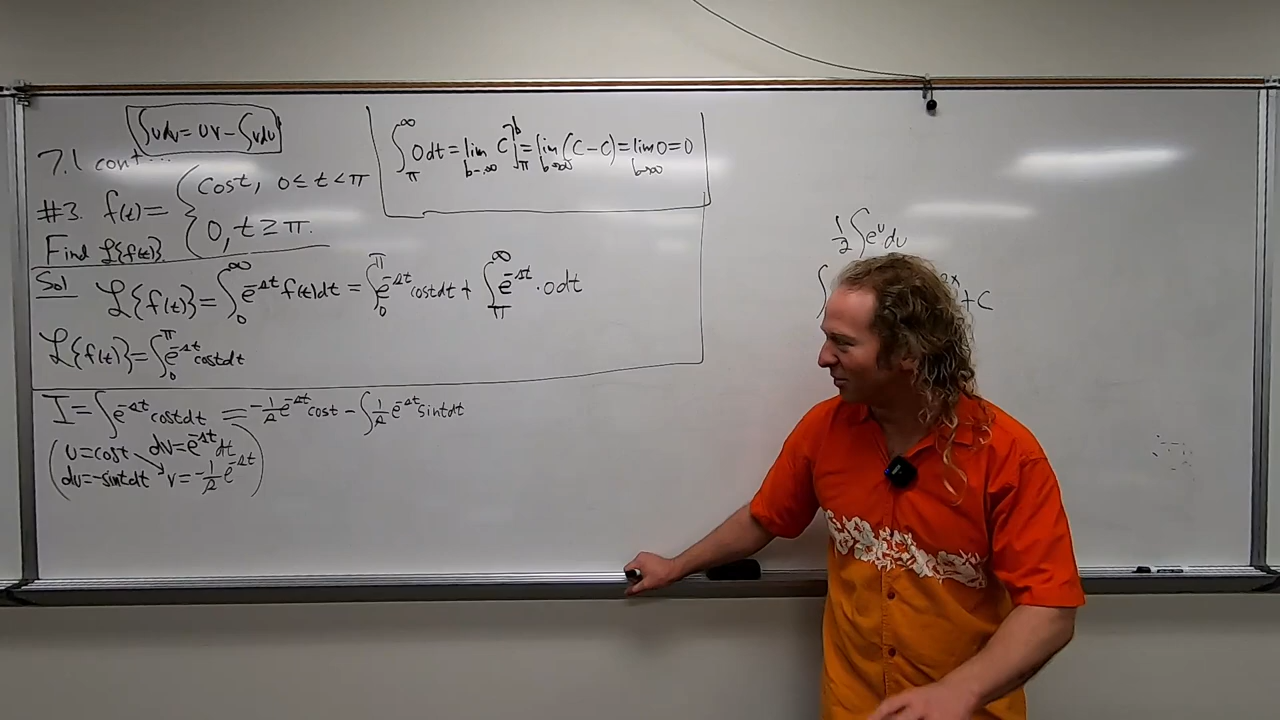 ∫udv = uv - ∫vdu
7.1 cont...
#3. f(t) = { cost, 0 ≤ t < π
0, t ≥ π.
Find ℒ{f(t)}.
∫_π^∞ 0dt = lim_{b→∞} C]_π^b = lim_{b→∞} (C - C) = lim_{b→∞} 0 = 0
Sol ℒ{f(t)} = ∫_0^∞ e^{-st} f(t)dt = ∫_0^π e^{-st} cost dt + ∫_π^∞ e^{-st} · 0dt
ℒ{f(t)} = ∫_0^π e^{-st} cost dt
I = ∫ e^{-st} cost dt = -1/s e^{-st} cost - ∫ 1/s e^{-st} sint dt
( u = cost dv = e^{-st} dt
du = -sint dt v = -1/s e^{-st} )
1/2 ∫ e^u du
∫ + C